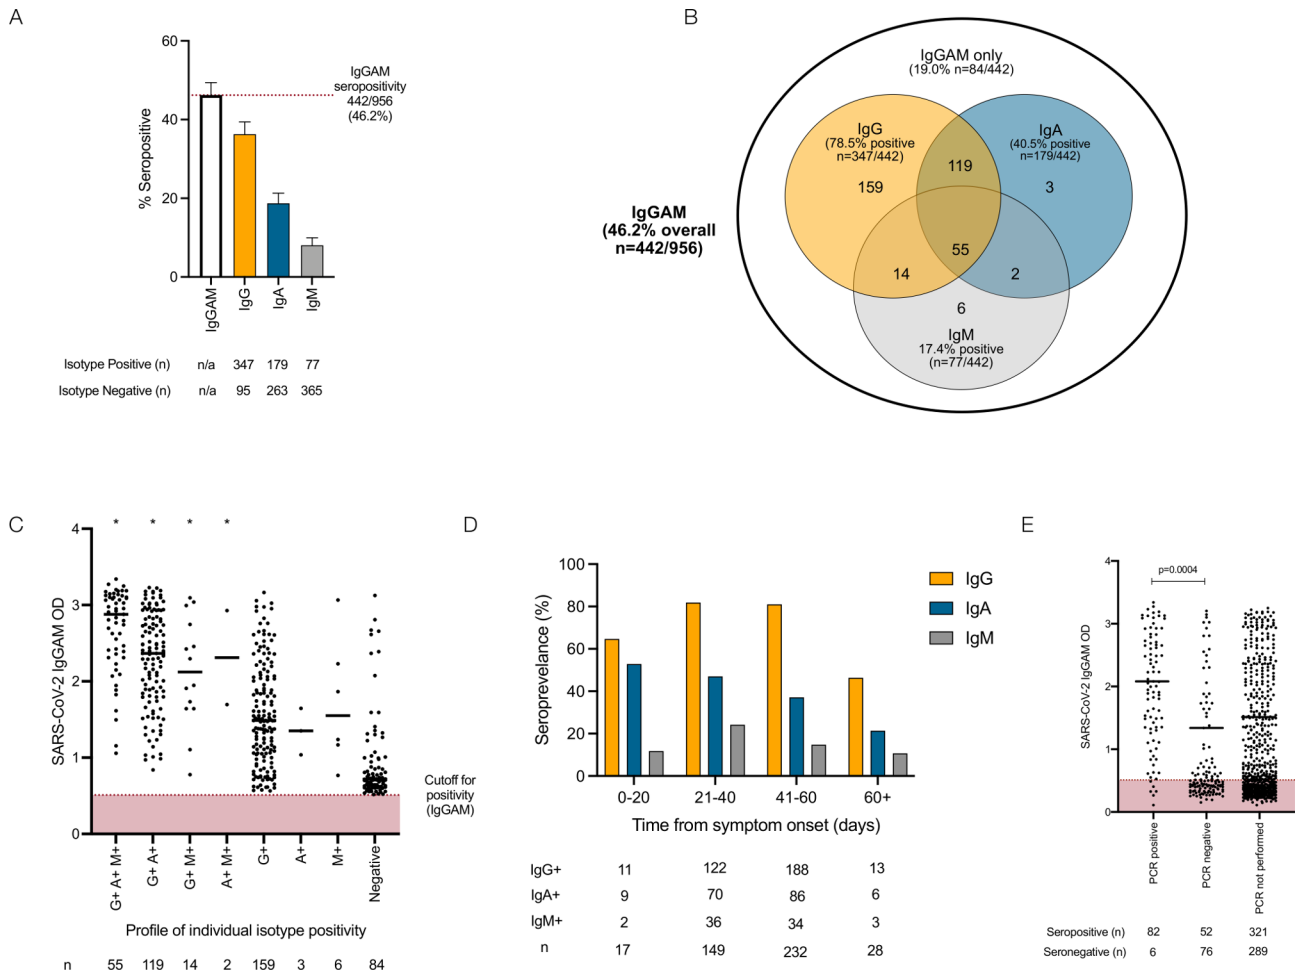 A
60
40
20
0
% Seropositive
IgGAM
seropositivity
442/956
(46.2%)
IgGAM
IgG
IgA
IgM
Isotype Positive (n) n/a 347 179 77
Isotype Negative (n) n/a 95 263 365
B
IgGAM only
(19.0% n=84/442)
IgG
(78.5% positive
n=347/442)
IgA
(40.5% positive
n=179/442)
119
159
3
IgGAM
(46.2% overall
n=442/956)
55
14
2
6
IgM
17.4% positive
(n=77/442)
C
* * * *
4
3
2
1
0
SARS-CoV-2 IgGAM OD
Cutoff for
positivity
(IgGAM)
G+ A+ M+
G+ A+
G+ M+
A+ M+
G+
A+
M+
Negative
Profile of individual isotype positivity
n 55 119 14 2 159 3 6 84
D
100
80
60
40
20
0
Seroprevelance (%)
IgG
IgA
IgM
0-20 21-40 41-60 60+
Time from symptom onset (days)
IgG+ 11 122 188 13
IgA+ 9 70 86 6
IgM+ 2 36 34 3
n 17 149 232 28
E
4
3
2
1
0
SARS-CoV-2 IgGAM OD
p=0.0004
PCR positive
PCR negative
PCR not performed
Seropositive (n) 82 52 321
Seronegative (n) 6 76 289